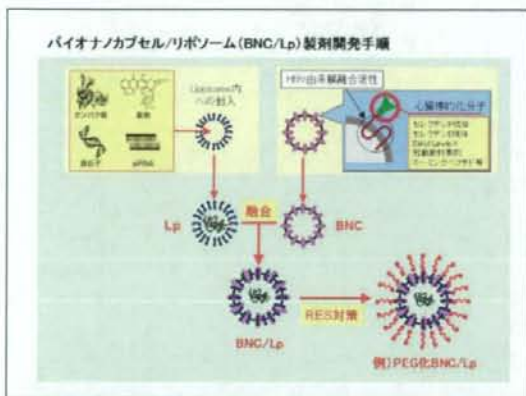 バイオナノカプセル/リポソーム(BNC/Lp)製剤開発手順
タンパク質
薬剤
遺伝子
siRNA
Liposome内
への封入
HBV由来膜融合活性
心臓標的化分子
Lp
融合
BNC
BNC/Lp
RES対策
例)PEG化BNC/Lp